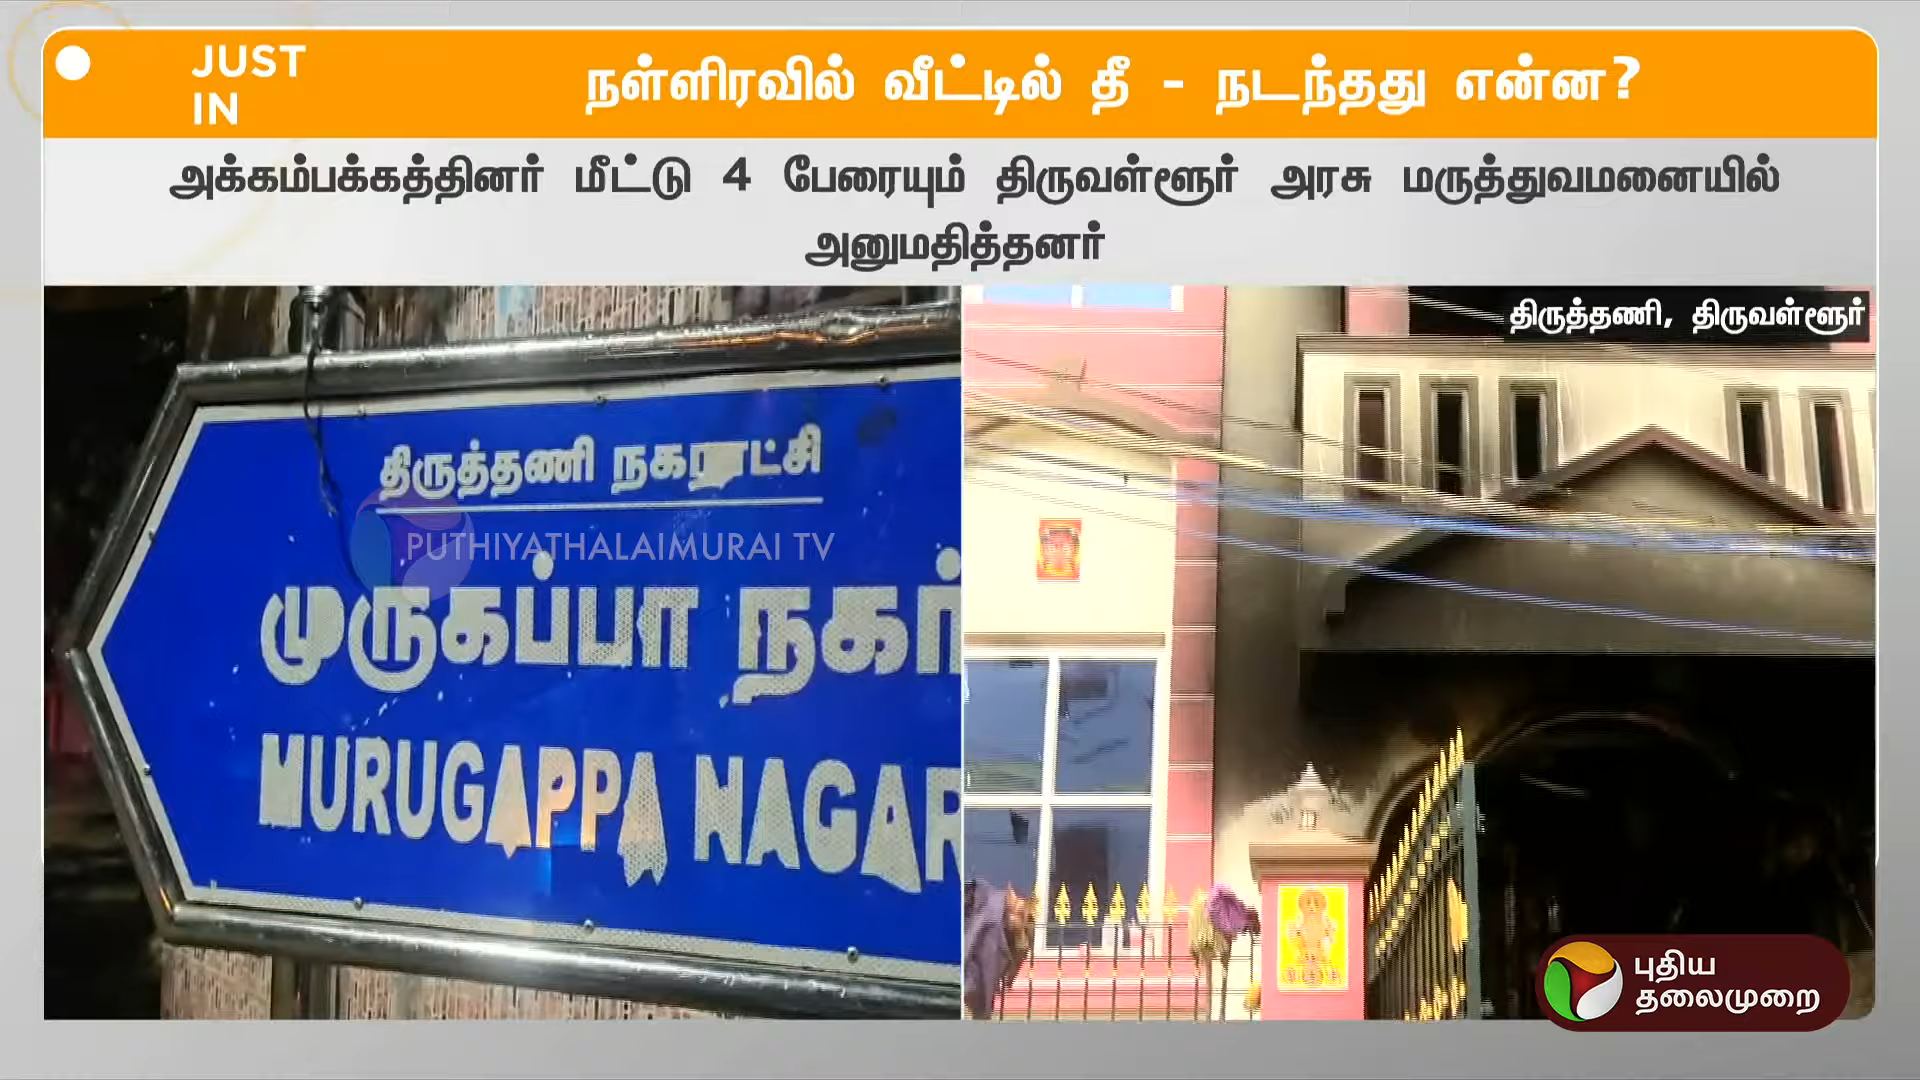 JUST
IN
நள்ளிரவில் வீட்டில் தீ - நடந்தது என்ன?
அக்கம்பக்கத்தினர் மீட்டு 4 பேரையும் திருவள்ளூர் அரசு மருத்துவமனையில்
அனுமதித்தனர்
திருத்தணி, திருவள்ளூர்
திருத்தணி நகராட்சி
PUTHIYATHALAIMURAI TV
முருகப்பா நகர்
MURUGAPPA NAGAR
புதிய
தலைமுறை